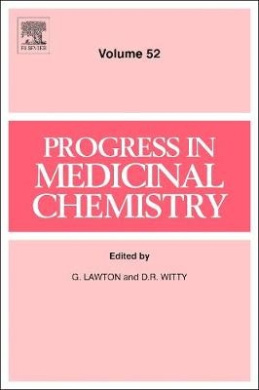 ELSEVIER
Volume 52
PROGRESS IN
MEDICINAL
CHEMISTRY
Edited by
G. LAWTON and D.R. WITTY